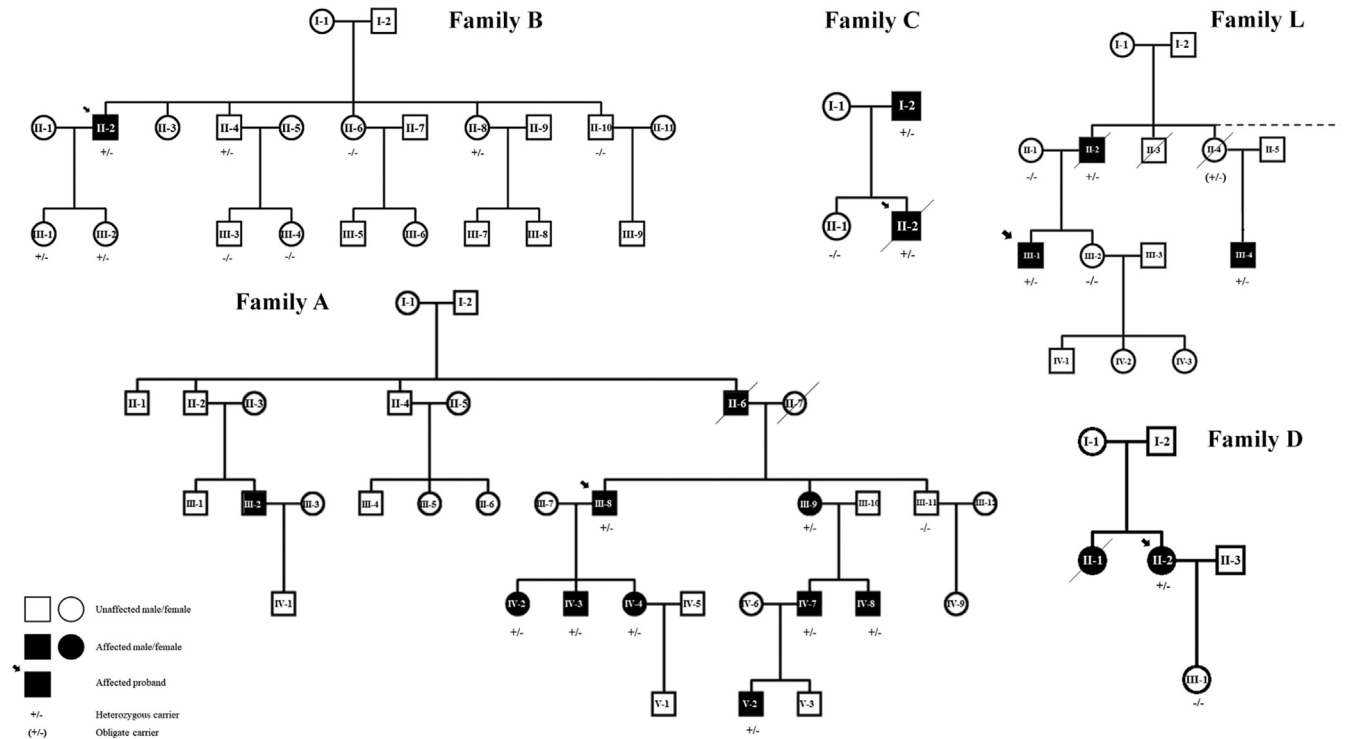 Family B
I-1 I-2
II-1 II-2 II-3 II-4 II-5 II-6 II-7 II-8 II-9 II-10 II-11
+/- +/- -/- +/- -/-
III-1 III-2 III-3 III-4 III-5 III-6 III-7 III-8 III-9
+/- +/- -/- -/-
Family C
I-1 I-2
+/-
II-1 II-2
-/- +/-
Family L
I-1 I-2
II-1 II-2 II-3 II-4 II-5
-/- +/- (+/-)
III-1 III-2 III-3 III-4
+/- -/- +/-
IV-1 IV-2 IV-3
Family A
I-1 I-2
II-1 II-2 II-3 II-4 II-5 II-6 II-7
III-1 III-2 III-3 III-4 II-5 II-6 II-7 III-8 III-9 III-10 III-11 III-12
+/- +/- -/-
IV-1 IV-2 IV-3 IV-4 IV-5 IV-6 IV-7 IV-8 IV-9
+/- +/- +/- +/- +/-
V-1 V-2 V-3
+/-
Family D
I-1 I-2
II-1 II-2 II-3
+/-
III-1
-/-
Unaffected male/female
Affected male/female
Affected proband
+/- Heterozygous carrier
(+/-) Obligate carrier